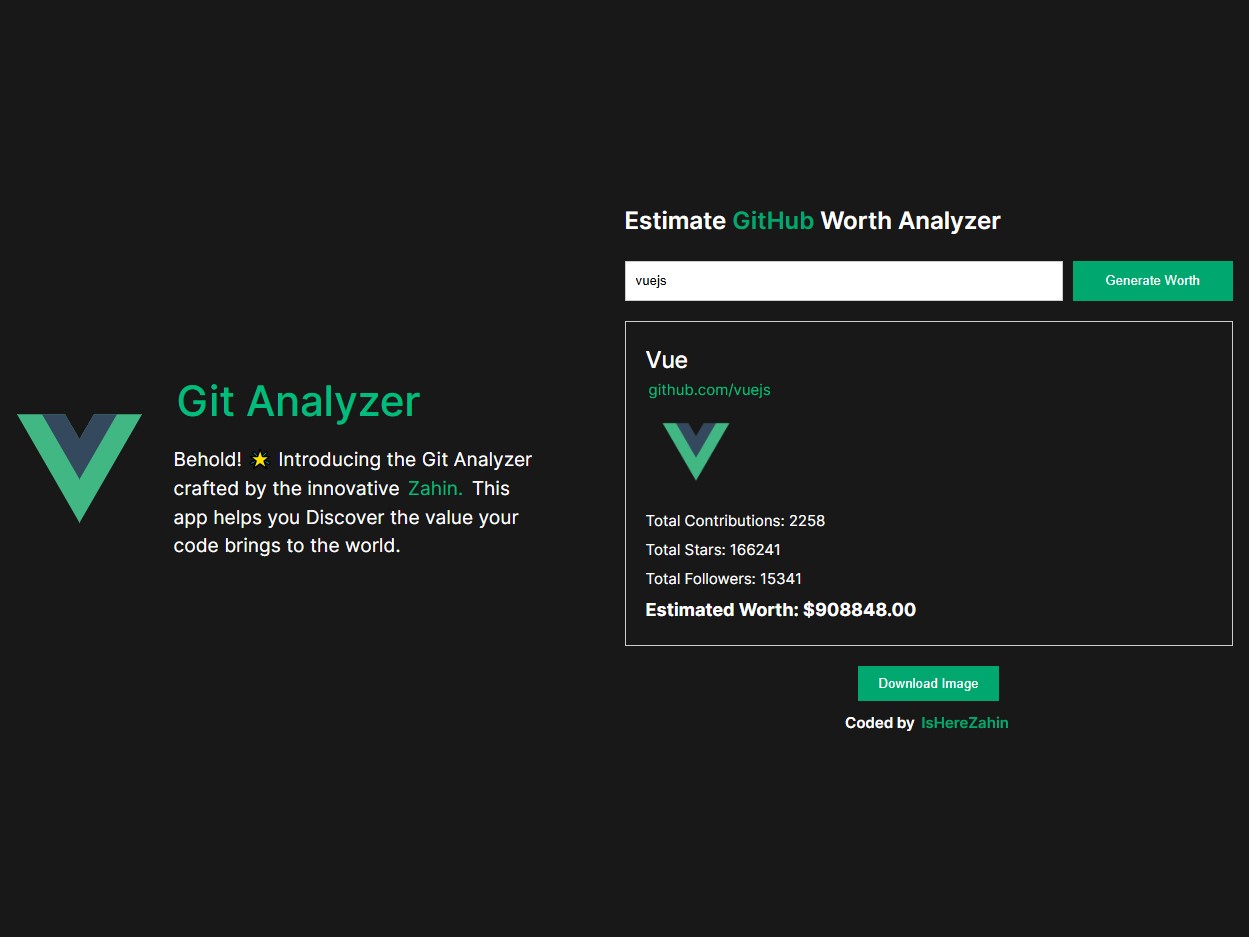 Git Analyzer
Behold! 🌟 Introducing the Git Analyzer
crafted by the innovative Zahin. This
app helps you Discover the value your
code brings to the world.
Estimate GitHub Worth Analyzer
vuejs
Generate Worth
Vue
github.com/vuejs
Total Contributions: 2258
Total Stars: 166241
Total Followers: 15341
Estimated Worth: $908848.00
Download Image
Coded by IsHereZahin